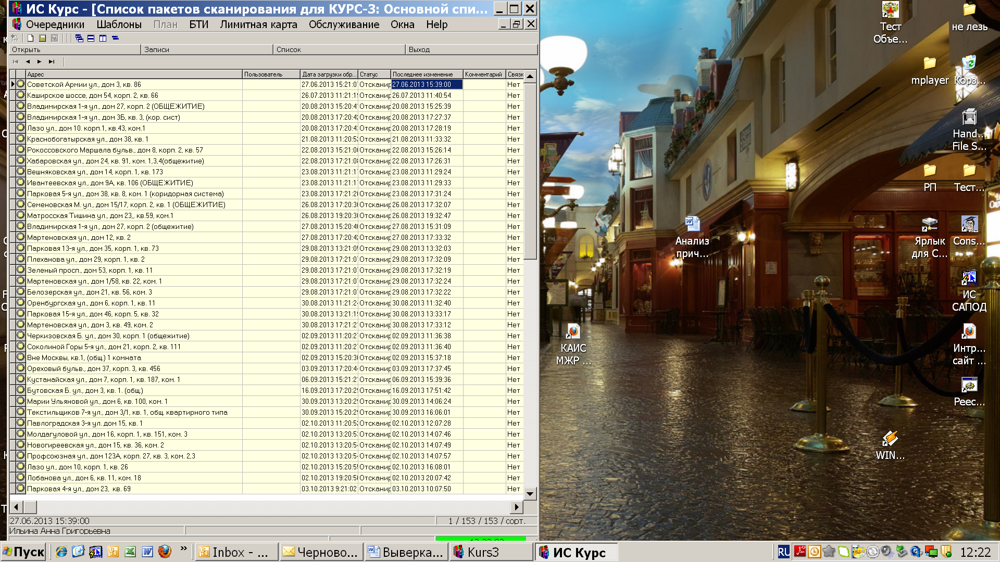 ИС Курс - [Список пакетов сканирования для КУРС-3: Основной спи...
Очередники Шаблоны План БТИ Лимитная карта Обслуживание Окна Help
Открыть Записи Список Выход
Адрес Пользователь Дата загрузки обр... Статус Последнее изменение Комментарий Связк
Советской Армии ул., дом 3, кв. 86 27.06.2013 15:21:0 Отсканир 27.06.2013 15:39:00 Нет
Каширское шоссе, дом 54, корп. 2, кв. 66 26.07.2013 11:21:1 Отсканир 26.07.2013 11:40:54 Нет
Владимирская 1-я ул., дом 27, корп. 2 (ОБЩЕЖИТИЕ) 20.08.2013 15:20:4 Отсканир 20.08.2013 15:25:39 Нет
Владимирская 1-я ул., дом 3Б, кв. 3, (кор. сист) 20.08.2013 17:20:4 Отсканир 20.08.2013 17:27:37 Нет
Лазо ул., дом 10. корп.1, кв.43, ком.1 20.08.2013 17:20:4 Отсканир 20.08.2013 17:28:19 Нет
Краснобогатырская ул., дом 38, кв. 1 21.08.2013 11:20:5 Отсканир 21.08.2013 11:33:32 Нет
Рокоссовского Маршала бульв., дом 8, корп. 2, кв. 57 22.08.2013 15:21:0 Отсканир 22.08.2013 15:26:14 Нет
Хабаровская ул., дом 24, кв. 91, ком. 1,3,4(общежитие) 22.08.2013 17:21:0 Отсканир 22.08.2013 17:26:31 Нет
Вешняковская ул., дом 14, корп. 1, кв. 173 23.08.2013 11:21:1 Отсканир 23.08.2013 11:29:24 Нет
Ивантеевская ул., дом 9А, кв. 106 (ОБЩЕЖИТИЕ) 23.08.2013 11:21:1 Отсканир 23.08.2013 11:29:33 Нет
Парковая 5-я ул., дом 38, кв. 8, ком. 1 (коридорная система) 23.08.2013 17:21:2 Отсканир 23.08.2013 17:31:24 Нет
Семеновская М. ул., дом 15/17, корп. 2, кв. 1 (ОБЩЕЖИТИЕ) 26.08.2013 17:20:3 Отсканир 26.08.2013 17:32:07 Нет
Матросская Тишина ул., дом 23,, кв.59, ком.1 26.08.2013 19:20:3 Отсканир 26.08.2013 19:32:47 Нет
Владимирская 1-я ул., дом 27, корп. 2 (общежитие) 27.08.2013 15:20:4 Отсканир 27.08.2013 15:31:09 Нет
Мартеновская ул., дом 12, кв. 2 27.08.2013 17:20:4 Отсканир 27.08.2013 17:33:32 Нет
Парковая 13-я ул., дом 35, корп. 1, кв. 73 29.08.2013 13:21:0 Отсканир 29.08.2013 13:32:03 Нет
Плеханова ул., дом 29, корп. 1, кв. 2 29.08.2013 17:21:0 Отсканир 29.08.2013 17:32:09 Нет
Зеленый просп., дом 53, корп. 1, кв. 11 29.08.2013 17:21:0 Отсканир 29.08.2013 17:32:19 Нет
Мартеновская ул., дом 1/58, кв. 22, ком. 1 29.08.2013 17:21:0 Отсканир 29.08.2013 17:32:24 Нет
Белозерская ул., дом 21, кв. 56, ком. 3 29.08.2013 17:21:0 Отсканир 29.08.2013 17:32:22 Нет
Оренбургская ул., дом 6, корп. 1, кв. 11 30.08.2013 11:21:2 Отсканир 30.08.2013 11:32:40 Нет
Парковая 15-я ул., дом 46, корп. 5, кв. 32 30.08.2013 13:21:1 Отсканир 30.08.2013 13:33:17 Нет
Мартеновская ул., дом 3, кв. 49, ком. 2 30.08.2013 17:21:2 Отсканир 30.08.2013 17:33:12 Нет
Черкизовская Б. ул., дом 30, корп. 1 (общежитие) 02.09.2013 11:20:2 Отсканир 02.09.2013 11:36:38 Нет
Соколиной Горы 5-я ул., дом 21, корп. 2, кв. 111 02.09.2013 11:20:2 Отсканир 02.09.2013 11:36:40 Нет
Вне Москвы, кв.1, (общ.) 1 комната 02.09.2013 15:20:3 Отсканир 02.09.2013 15:37:18 Нет
Ореховый бульв., дом 37, корп. 3, кв. 456 03.09.2013 17:20:4 Отсканир 03.09.2013 17:37:45 Нет
Кустанайская ул., дом 7, корп. 1, кв. 187, ком. 1 06.09.2013 15:21:2 Отсканир 06.09.2013 15:39:36 Нет
Бутовская Б. ул., дом 3, кв. 1. (общ.) 16.09.2013 17:20:2 Отсканир 16.09.2013 17:51:42 Нет
Марии Ульяновой ул., дом 6, кв. 100, ком. 1 30.09.2013 13:20:2 Отсканир 30.09.2013 14:06:24 Нет
Текстильщиков 7-я ул., дом 3/1, кв. 1, общ. квартирного типа 30.09.2013 15:20:2 Отсканир 30.09.2013 16:06:01 Нет
Павлоградская 3-я ул. дом 15, кв. 1 02.10.2013 11:20:5 Отсканир 02.10.2013 12:07:28 Нет
Молдагуловой ул., дом 16, корп. 1, кв. 151, ком. 3 02.10.2013 13:20:5 Отсканир 02.10.2013 14:07:46 Нет
Новогиреевская ул., дом 15, кв. 36, ком. 2 02.10.2013 13:20:5 Отсканир 02.10.2013 14:07:49 Нет
Профсоюзная ул., дом 123А, корп. 27, кв. 3, ком. 2,3 02.10.2013 13:20:5 Отсканир 02.10.2013 14:07:57 Нет
Лазо ул., дом 10, корп. 1, кв. 26 02.10.2013 15:20:5 Отсканир 02.10.2013 16:08:01 Нет
Лобанова ул., дом 6, кв. 11, ком. 18 02.10.2013 19:20:5 Отсканир 02.10.2013 20:07:42 Нет
Парковая 4-я ул., дом 23, кв. 69 03.10.2013 9:21:02 Отсканир 03.10.2013 10:07:50 Нет
27.06.2013 15:39:00 1 / 153 / 153 / сорт.
Ильина Анна Григорьевна
Тест
Объе...
не лезь
mplayer
Корз...
Hand...
File S...
РП
Тест...
Анализ
прич...
Ярлык
для С...
Cons...
ИС
САПОД
КАИС
МЖР ...
Интр...
сайт ...
Реес...
WIN...
Пуск Inbox - ... Черново... Выверка... Kurs3 ИС Курс RU 12:22